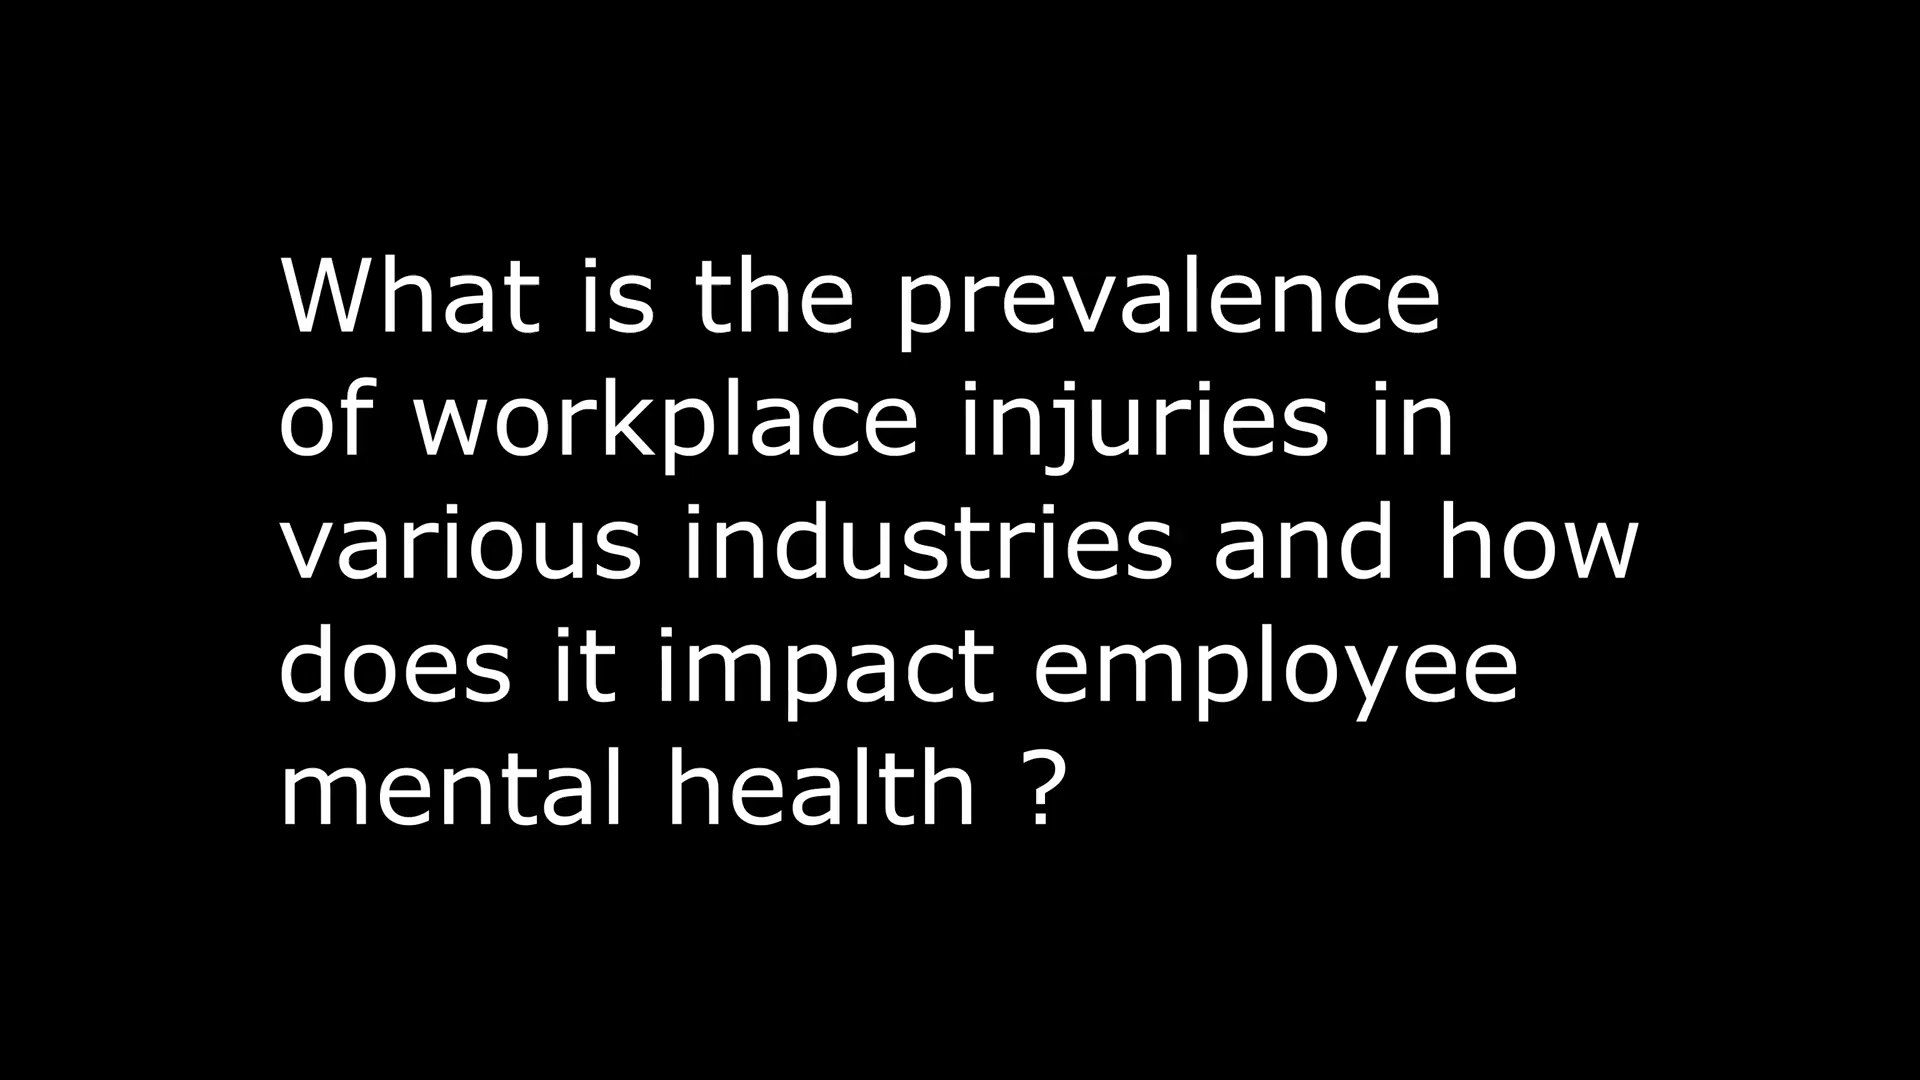 What is the prevalence
of workplace injuries in
various industries and how
does it impact employee
mental health ?